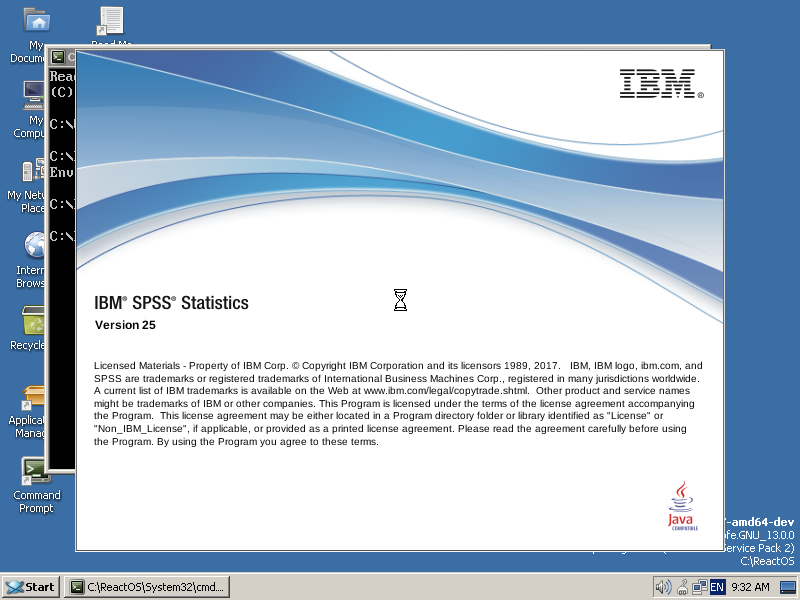 My
Read Me
Docum
C
Reac
(C)
My
Compu
C:\
C:\
Env
My Net
Place
C:\
C:\
Intern
Brows
Recycle
Applica
Manag
Command
Prompt
IBM®
IBM® SPSS® Statistics
Version 25
Licensed Materials - Property of IBM Corp. © Copyright IBM Corporation and its licensors 1989, 2017. IBM, IBM logo, ibm.com, and
SPSS are trademarks or registered trademarks of International Business Machines Corp., registered in many jurisdictions worldwide.
A current list of IBM trademarks is available on the Web at www.ibm.com/legal/copytrade.shtml. Other product and service names
might be trademarks of IBM or other companies. This Program is licensed under the terms of the license agreement accompanying
the Program. This license agreement may be either located in a Program directory folder or library identified as "License" or
"Non_IBM_License", if applicable, or provided as a printed license agreement. Please read the agreement carefully before using
the Program. By using the Program you agree to these terms.
Java
COMPATIBLE
-amd64-dev
fe.GNU_13.0.0
ervice Pack 2)
C:\ReactOS
Start
C:\ReactOS\System32\cmd....
EN
9:32 AM